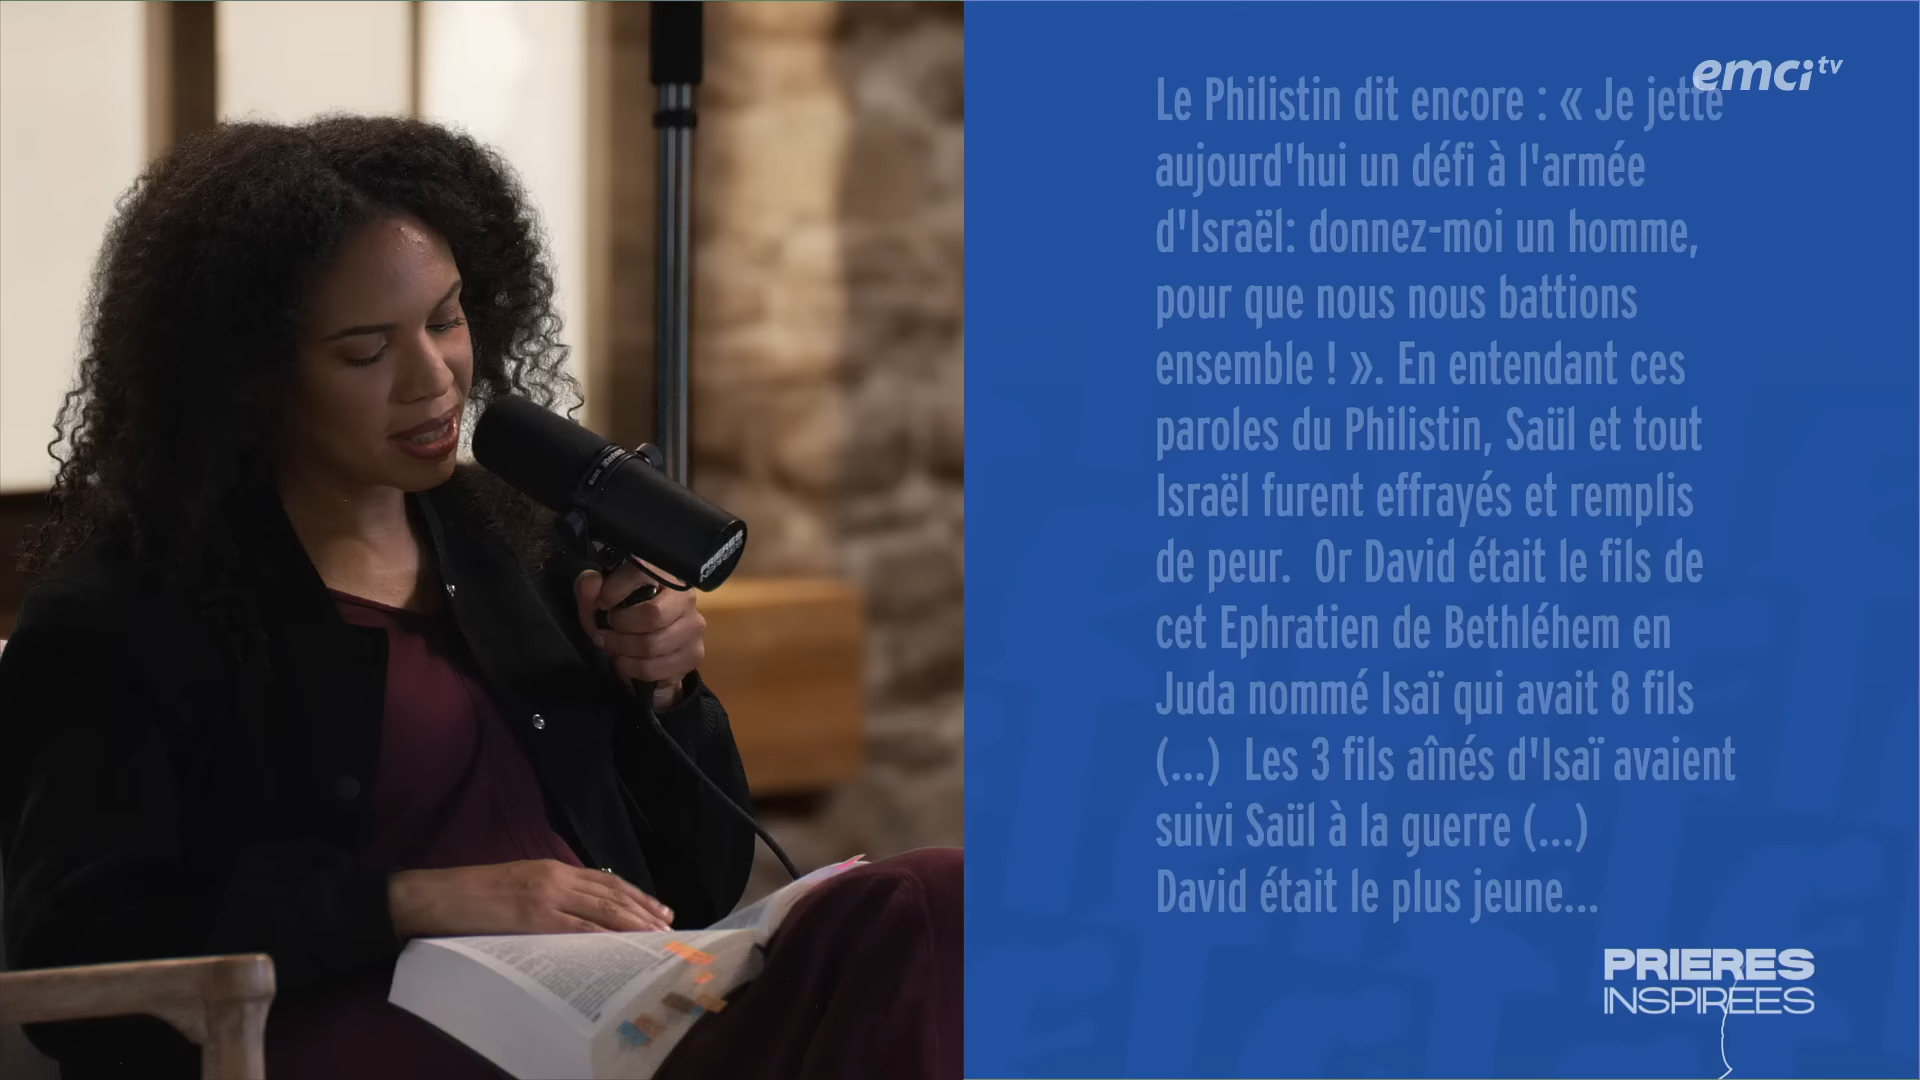 emci tv
Le Philistin dit encore : « Je jette
aujourd'hui un défi à l'armée
d'Israël: donnez-moi un homme,
pour que nous nous battions
ensemble ! ». En entendant ces
paroles du Philistin, Saül et tout
Israël furent effrayés et remplis
de peur.  Or David était le fils de
cet Ephratien de Bethléhem en
Juda nommé Isaï qui avait 8 fils
(...)  Les 3 fils aînés d'Isaï avaient
suivi Saül à la guerre (...)
David était le plus jeune...
PRIERES
INSPIREES
PRIERES
INSPIREES